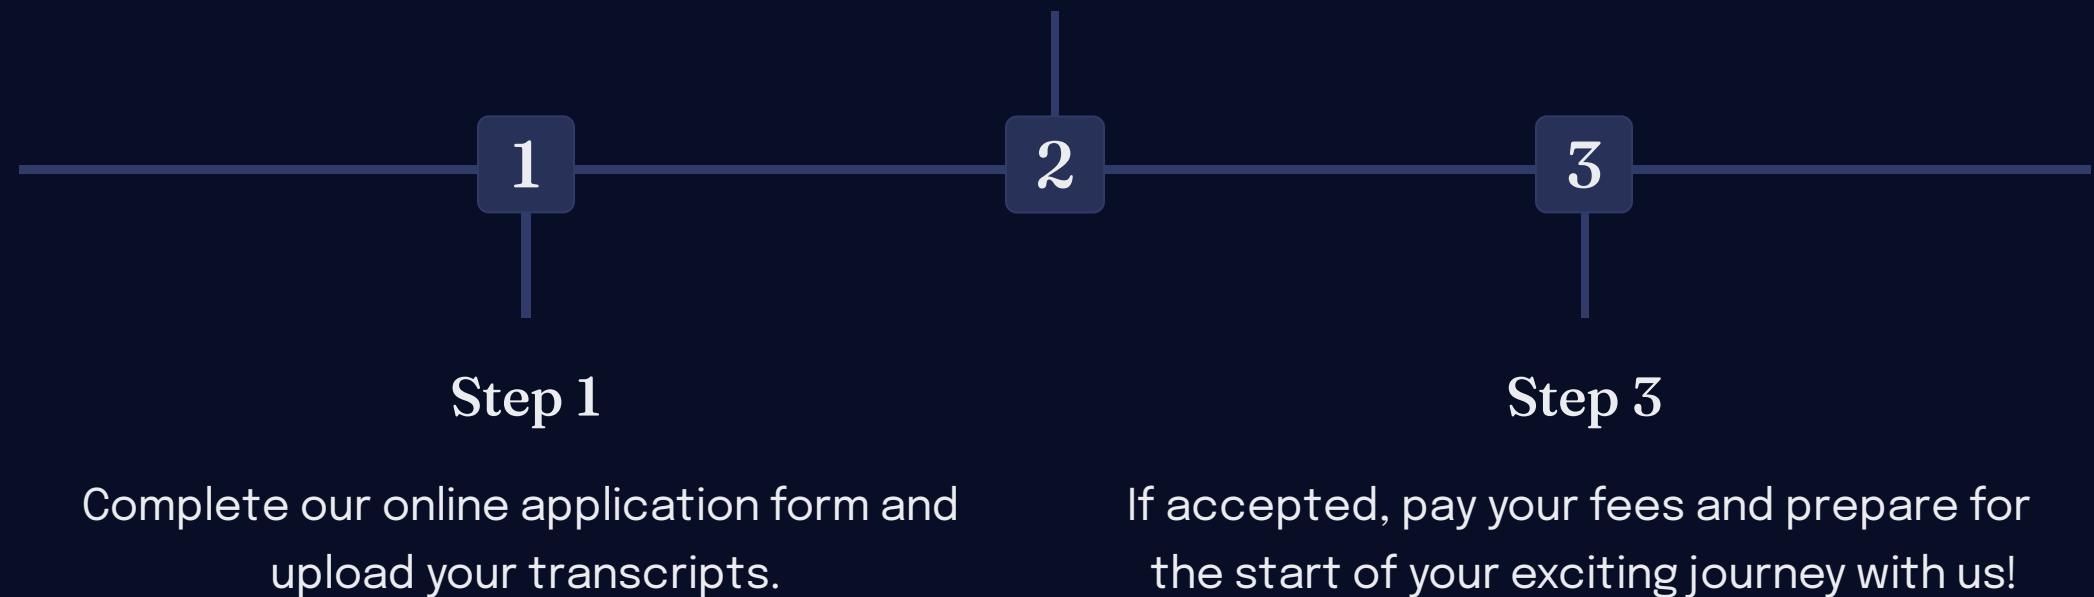 1
2
3
Step 1
Complete our online application form and
upload your transcripts.
Step 3
If accepted, pay your fees and prepare for
the start of your exciting journey with us!